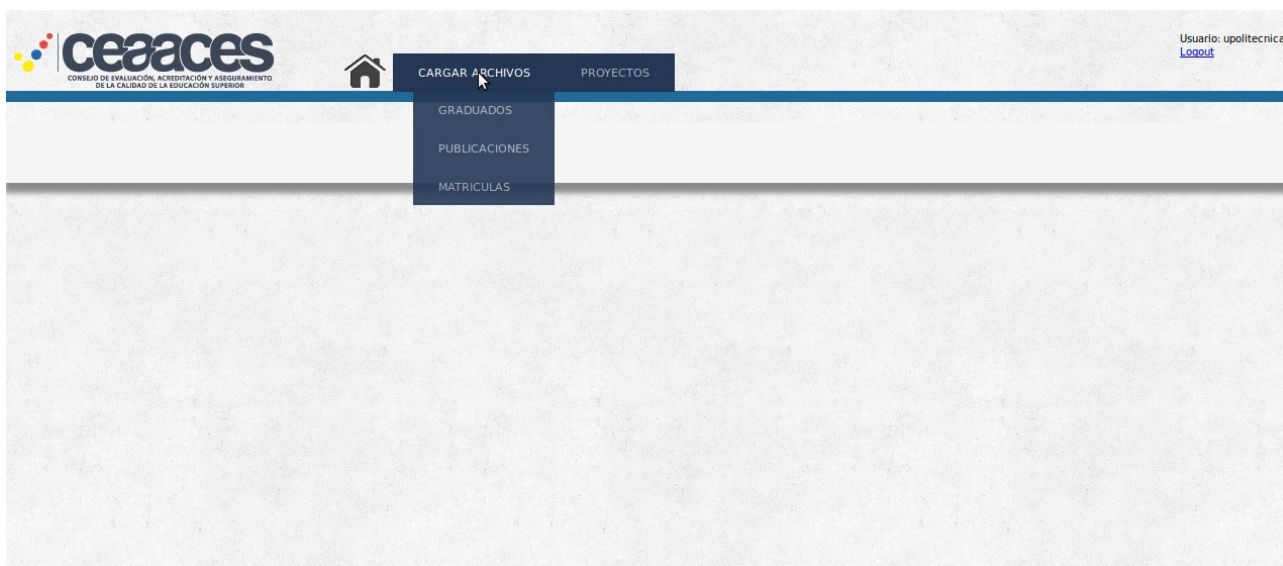 ceaaces
CONSEJO DE EVALUACIÓN, ACREDITACIÓN Y ASEGURAMIENTO
DE LA CALIDAD DE LA EDUCACIÓN SUPERIOR
CARGAR ARCHIVOS
PROYECTOS
Usuario: upolitecnica
Logout
GRADUADOS
PUBLICACIONES
MATRICULAS